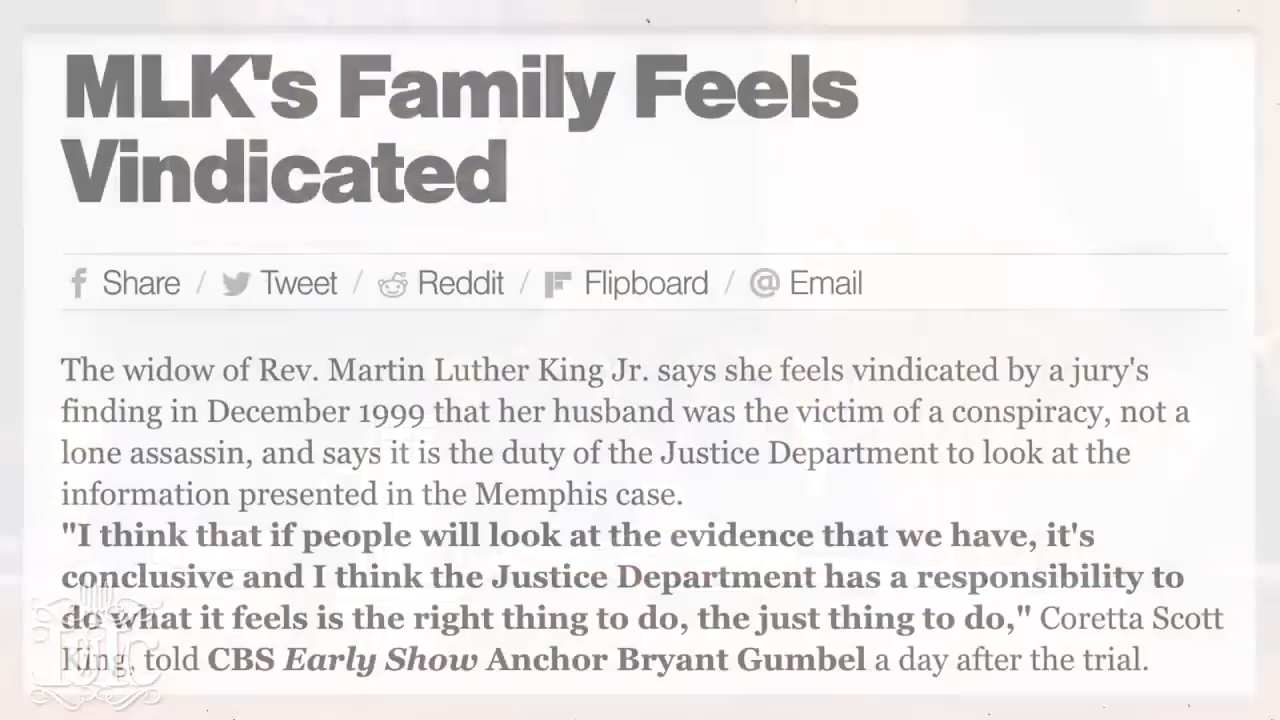 MLK's Family Feels
Vindicated
Share / Tweet / Reddit / Flipboard / @ Email
The widow of Rev. Martin Luther King Jr. says she feels vindicated by a jury's
finding in December 1999 that her husband was the victim of a conspiracy, not a
lone assassin, and says it is the duty of the Justice Department to look at the
information presented in the Memphis case.
"I think that if people will look at the evidence that we have, it's
conclusive and I think the Justice Department has a responsibility to
do what it feels is the right thing to do, the just thing to do," Coretta Scott
King, told CBS Early Show Anchor Bryant Gumbel a day after the trial.